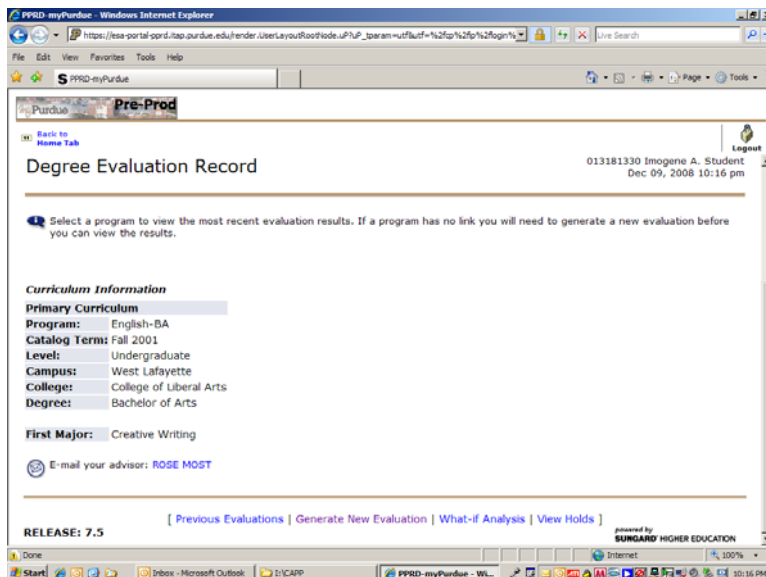 PPRD-myPurdue - Windows Internet Explorer
https://esa-portal-pprd.itap.purdue.edu/render.UserLayoutRootNode.uP?uP_tparam=utf&utf=%2fcp%2fip%2flogin%
Live Search
File Edit View Favorites Tools Help
PPRD-myPurdue
Page Tools
Purdue Pre-Prod
Back to
Home Tab
Logout
Degree Evaluation Record
013181330 Imogene A. Student
Dec 09, 2008 10:16 pm
Select a program to view the most recent evaluation results. If a program has no link you will need to generate a new evaluation before
you can view the results.
Curriculum Information
Primary Curriculum
Program: English-BA
Catalog Term: Fall 2001
Level: Undergraduate
Campus: West Lafayette
College: College of Liberal Arts
Degree: Bachelor of Arts
First Major: Creative Writing
E-mail your advisor: ROSE MOST
[ Previous Evaluations | Generate New Evaluation | What-if Analysis | View Holds ]
RELEASE: 7.5
powered by
SUNGARD HIGHER EDUCATION
Done
Internet
100%
Start
Inbox - Microsoft Outlook
I:\CAPP
PPRD-myPurdue - Wi...
10:16 PM